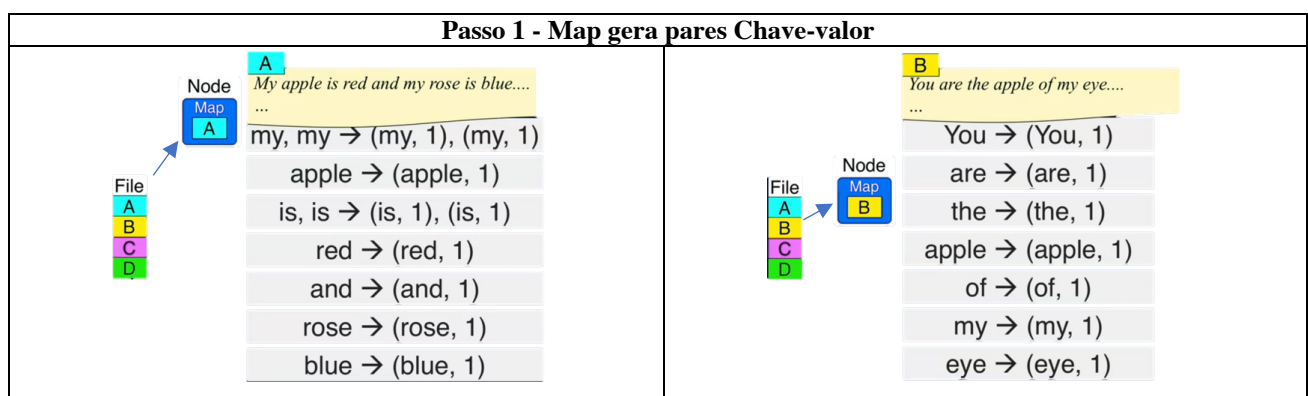 Passo 1 - Map gera pares Chave-valor
A
My apple is red and my rose is blue....
...
Node
Map
A
my, my → (my, 1), (my, 1)
apple → (apple, 1)
is, is → (is, 1), (is, 1)
red → (red, 1)
and → (and, 1)
rose → (rose, 1)
blue → (blue, 1)
File
A
B
C
D
B
You are the apple of my eye....
...
You → (You, 1)
are → (are, 1)
the → (the, 1)
apple → (apple, 1)
of → (of, 1)
my → (my, 1)
eye → (eye, 1)
Node
Map
B
File
A
B
C
D